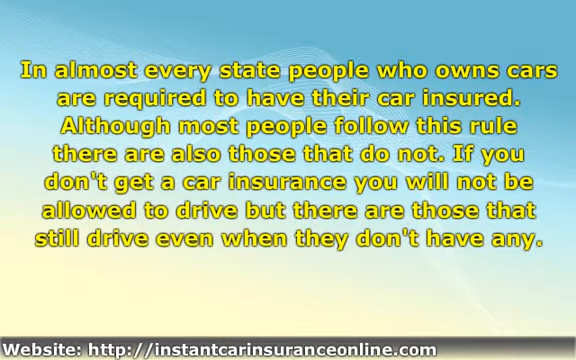 In almost every state people who owns cars
are required to have their car insured.
Although most people follow this rule
there are also those that do not. If you
don't get a car insurance you will not be
allowed to drive but there are those that
still drive even when they don't have any.
Website: http://instantcarinsuranceonline.com